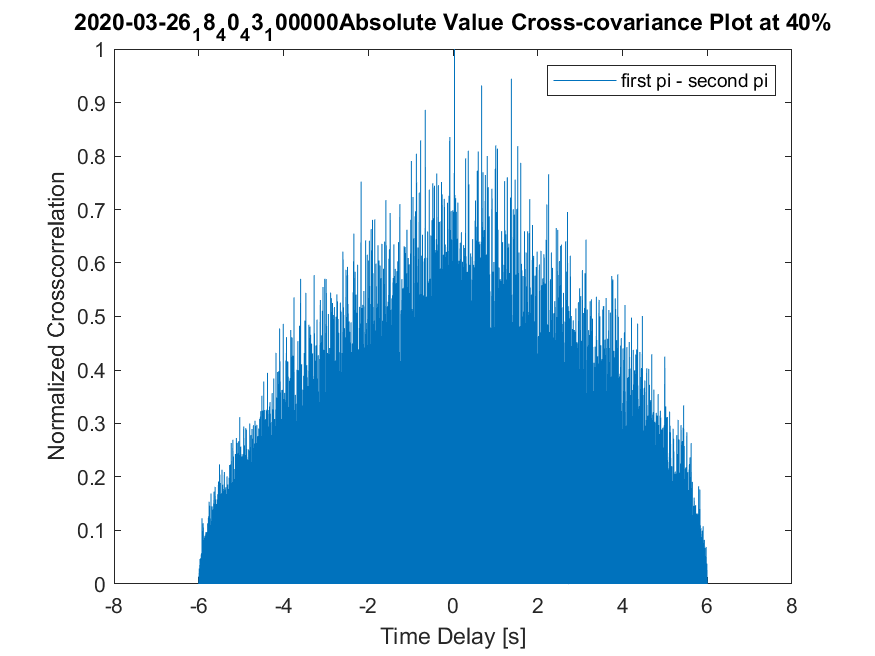 2020-03-26₁8₄0₄3₁00000Absolute Value Cross-covariance Plot at 40%
first pi - second pi
Normalized Crosscorrelation
1
0.9
0.8
0.7
0.6
0.5
0.4
0.3
0.2
0.1
0
-8 -6 -4 -2 0 2 4 6 8
Time Delay [s]